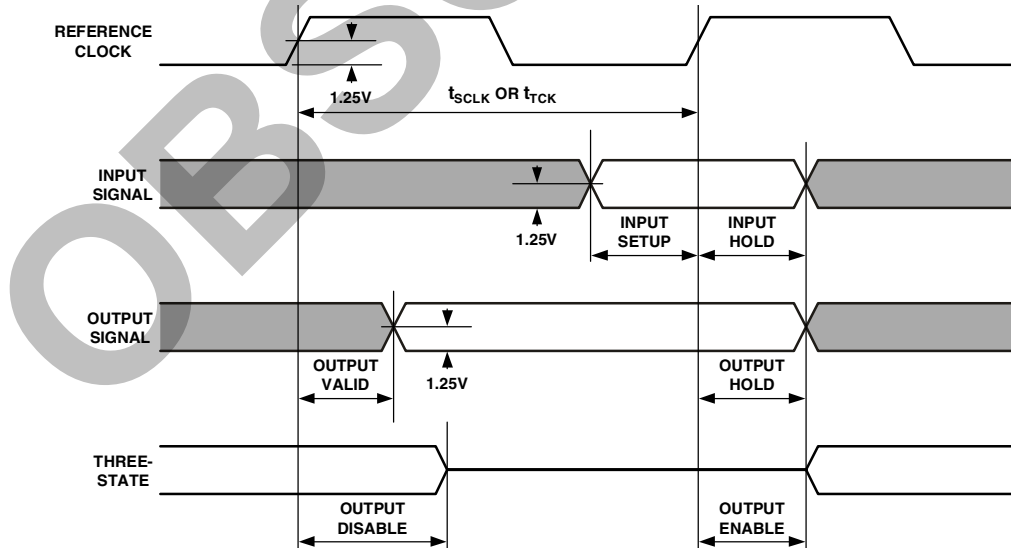 REFERENCE
CLOCK
1.25V
tSCLK OR tTCK
INPUT
SIGNAL
1.25V
INPUT
SETUP
INPUT
HOLD
OUTPUT
SIGNAL
OUTPUT
VALID
1.25V
OUTPUT
HOLD
THREE-
STATE
OUTPUT
DISABLE
OUTPUT
ENABLE